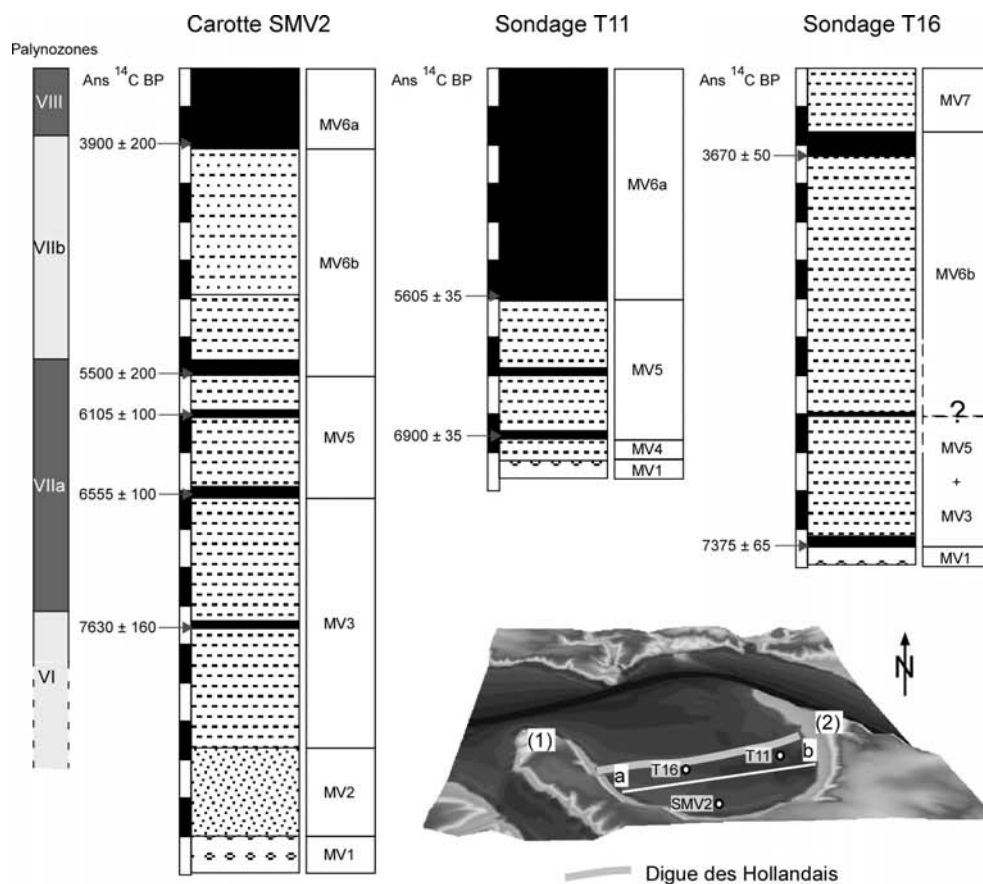 Carotte SMV2
Sondage T11
Sondage T16
Palynozones
Ans 14C BP
Ans 14C BP
Ans 14C BP
VIII
VIIb
VIIa
VI
3900 ± 200
5500 ± 200
6105 ± 100
6555 ± 100
7630 ± 160
MV6a
MV6b
MV5
MV3
MV2
MV1
5605 ± 35
6900 ± 35
MV6a
MV5
MV4
MV1
3670 ± 50
7375 ± 65
MV7
MV6b
?
MV5
+
MV3
MV1
N
(1)
(2)
a
b
T16
T11
SMV2
Digue des Hollandais